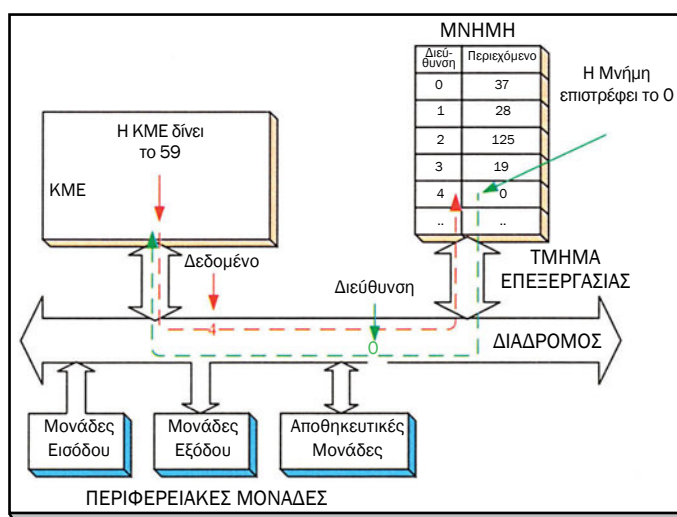 ΜΝΗΜΗ
Διεύ-
θυνση
Περιεχόμενο
0 37
1 28
2 125
3 19
4 0
.. ..
Η Μνήμη
επιστρέφει το 0
Η ΚΜΕ δίνει
το 59
ΚΜΕ
Δεδομένο
Διεύθυνση
ΤΜΗΜΑ
ΕΠΕΞΕΡΓΑΣΙΑΣ
4
0
ΔΙΑΔΡΟΜΟΣ
Μονάδες
Εισόδου
Μονάδες
Εξόδου
Αποθηκευτικές
Μονάδες
ΠΕΡΙΦΕΡΕΙΑΚΕΣ ΜΟΝΑΔΕΣ